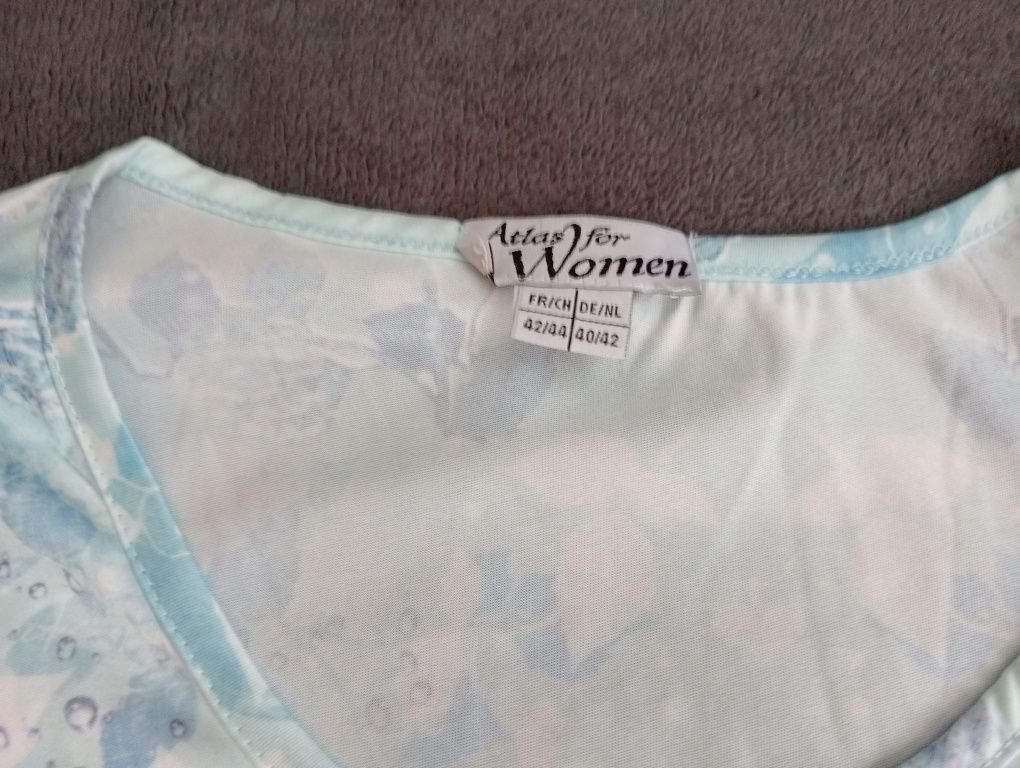 Atlas for
Women
FR/CH DE/NL
42/44 40/42